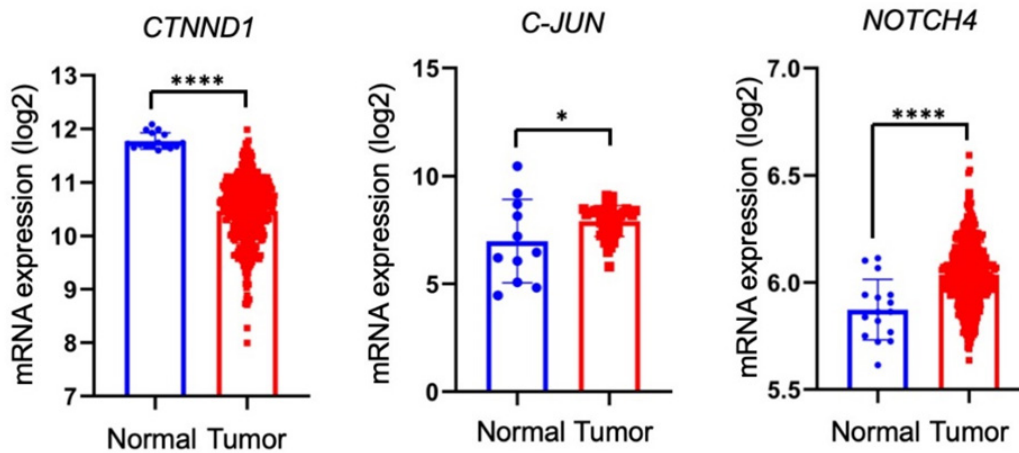 CTNND1
mRNA expression (log2)
13
12
11
10
9
8
7
****
Normal Tumor
C-JUN
mRNA expression (log2)
15
10
5
0
*
Normal Tumor
NOTCH4
mRNA expression (log2)
7.0
6.5
6.0
5.5
****
Normal Tumor